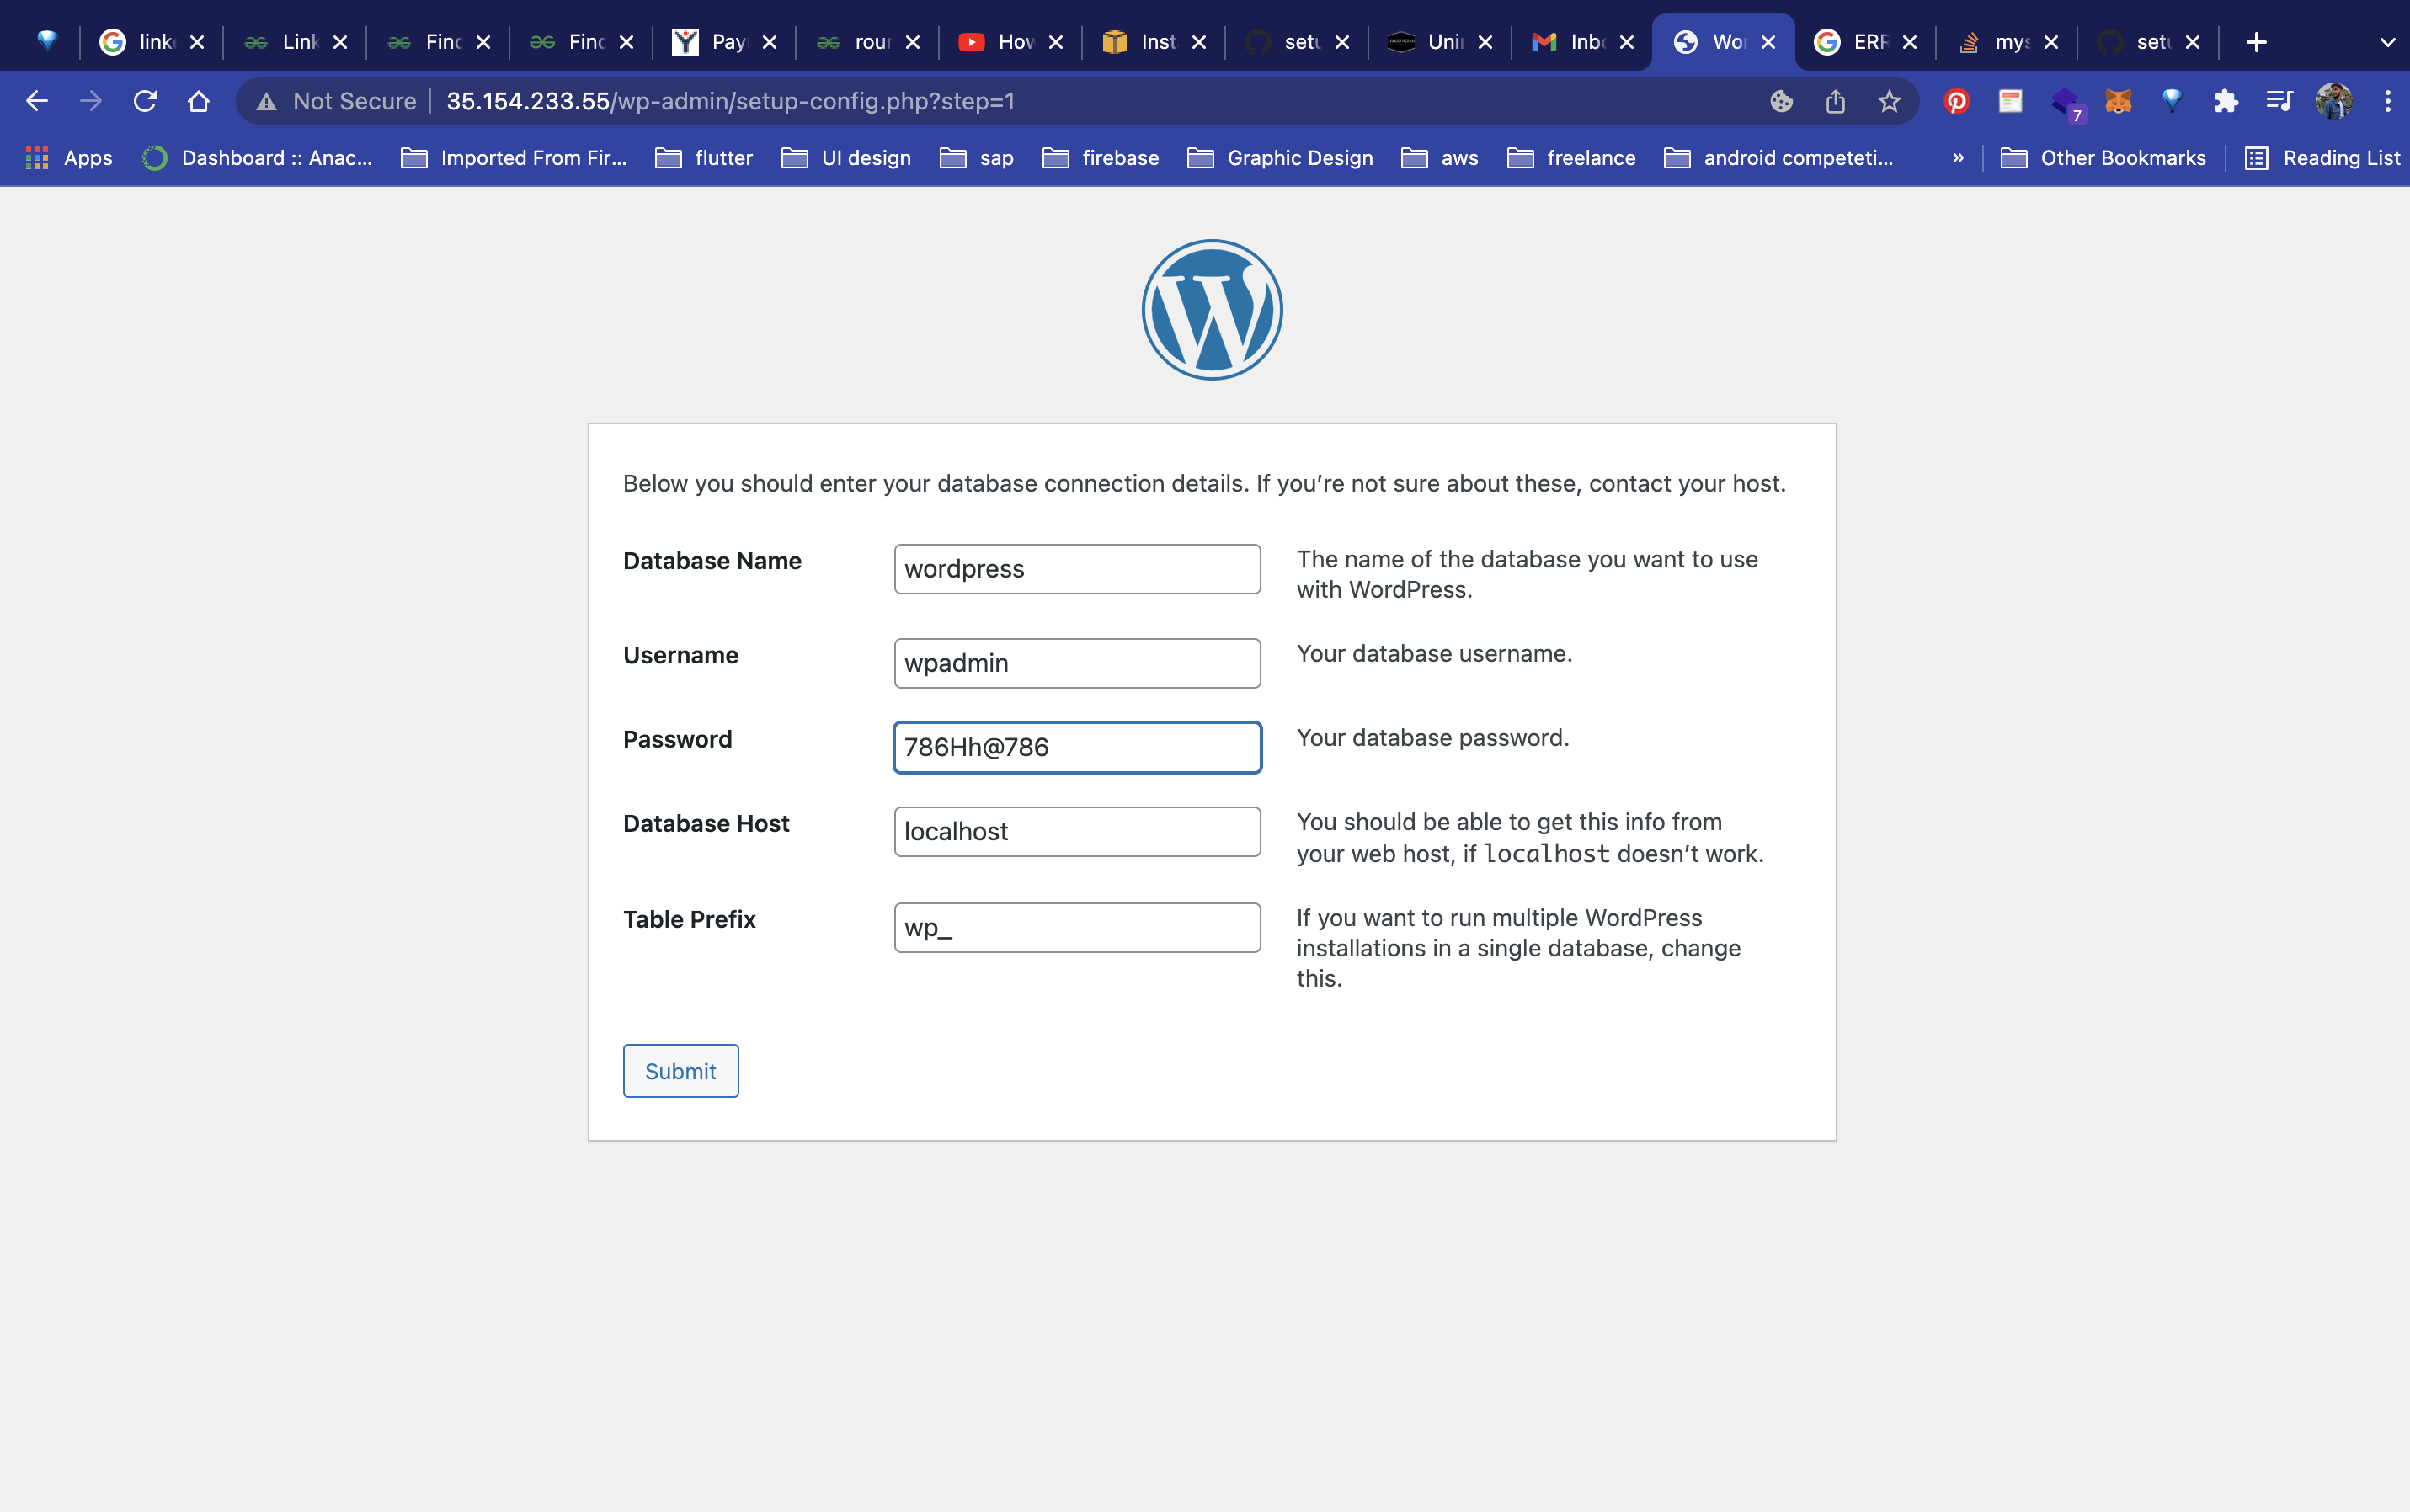 link
Link
Find
Find
Pay
rour
How
Inst
setu
Unir
Inbo
Wor
ERR
mys
setu
Not Secure
35.154.233.55/wp-admin/setup-config.php?step=1
7
Apps
Dashboard :: Anac...
Imported From Fir...
flutter
UI design
sap
firebase
Graphic Design
aws
freelance
android competeti...
»
Other Bookmarks
Reading List
Below you should enter your database connection details. If you’re not sure about these, contact your host.
Database Name
wordpress
The name of the database you want to use
with WordPress.
Username
wpadmin
Your database username.
Password
786Hh@786
Your database password.
Database Host
localhost
You should be able to get this info from
your web host, if localhost doesn’t work.
Table Prefix
wp_
If you want to run multiple WordPress
installations in a single database, change
this.
Submit